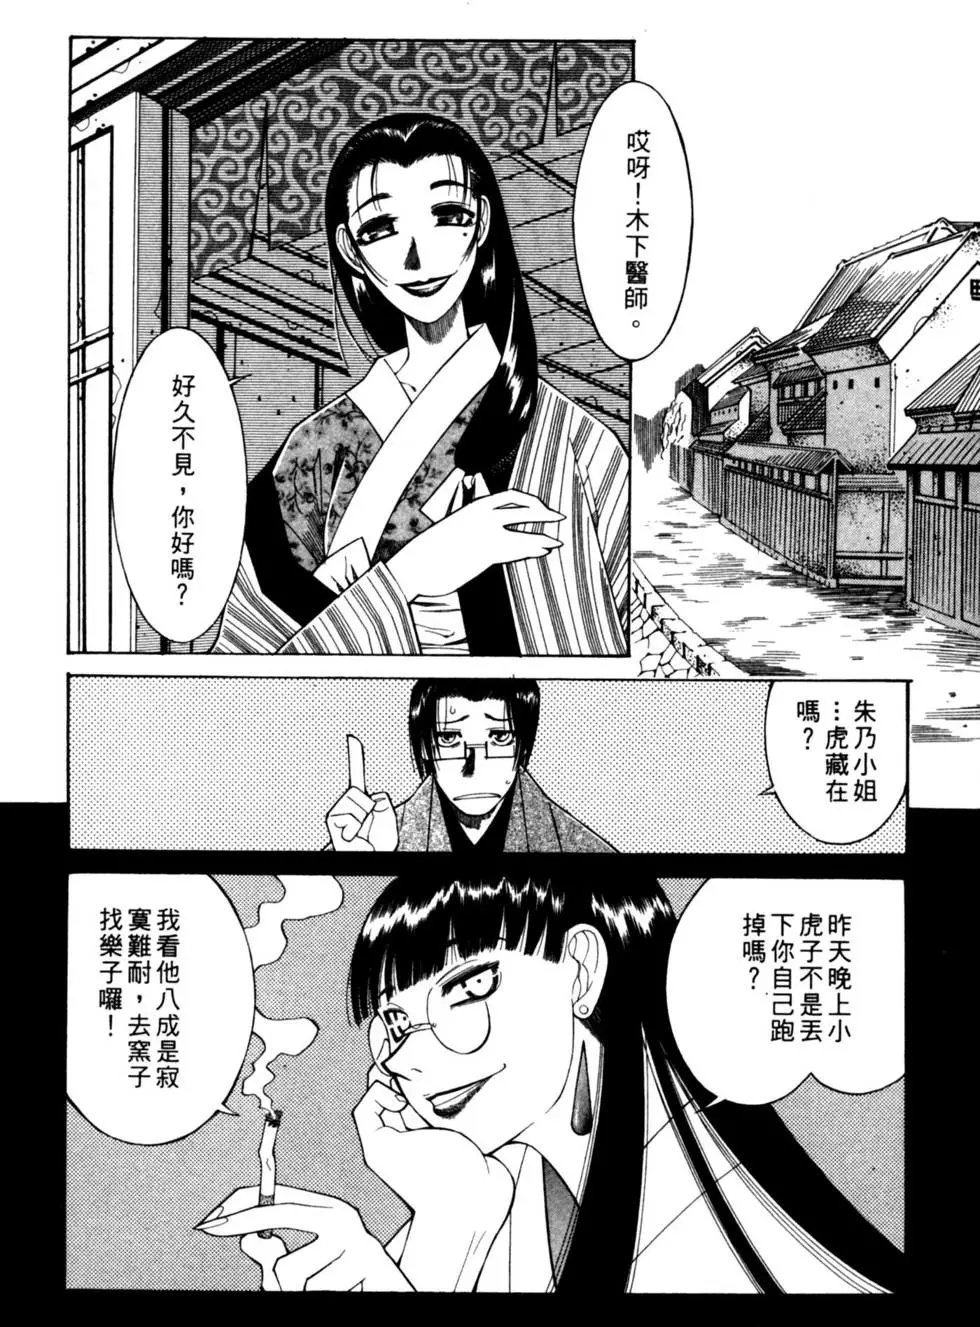 哎呀！木下醫師。
好久不見，你好嗎？
朱乃小姐
…虎藏在
嗎？
昨天晚上小
虎子不是丟
下你自己跑
掉嗎？
我看他八成是寂
寞難耐，去窯子
找樂子囉！